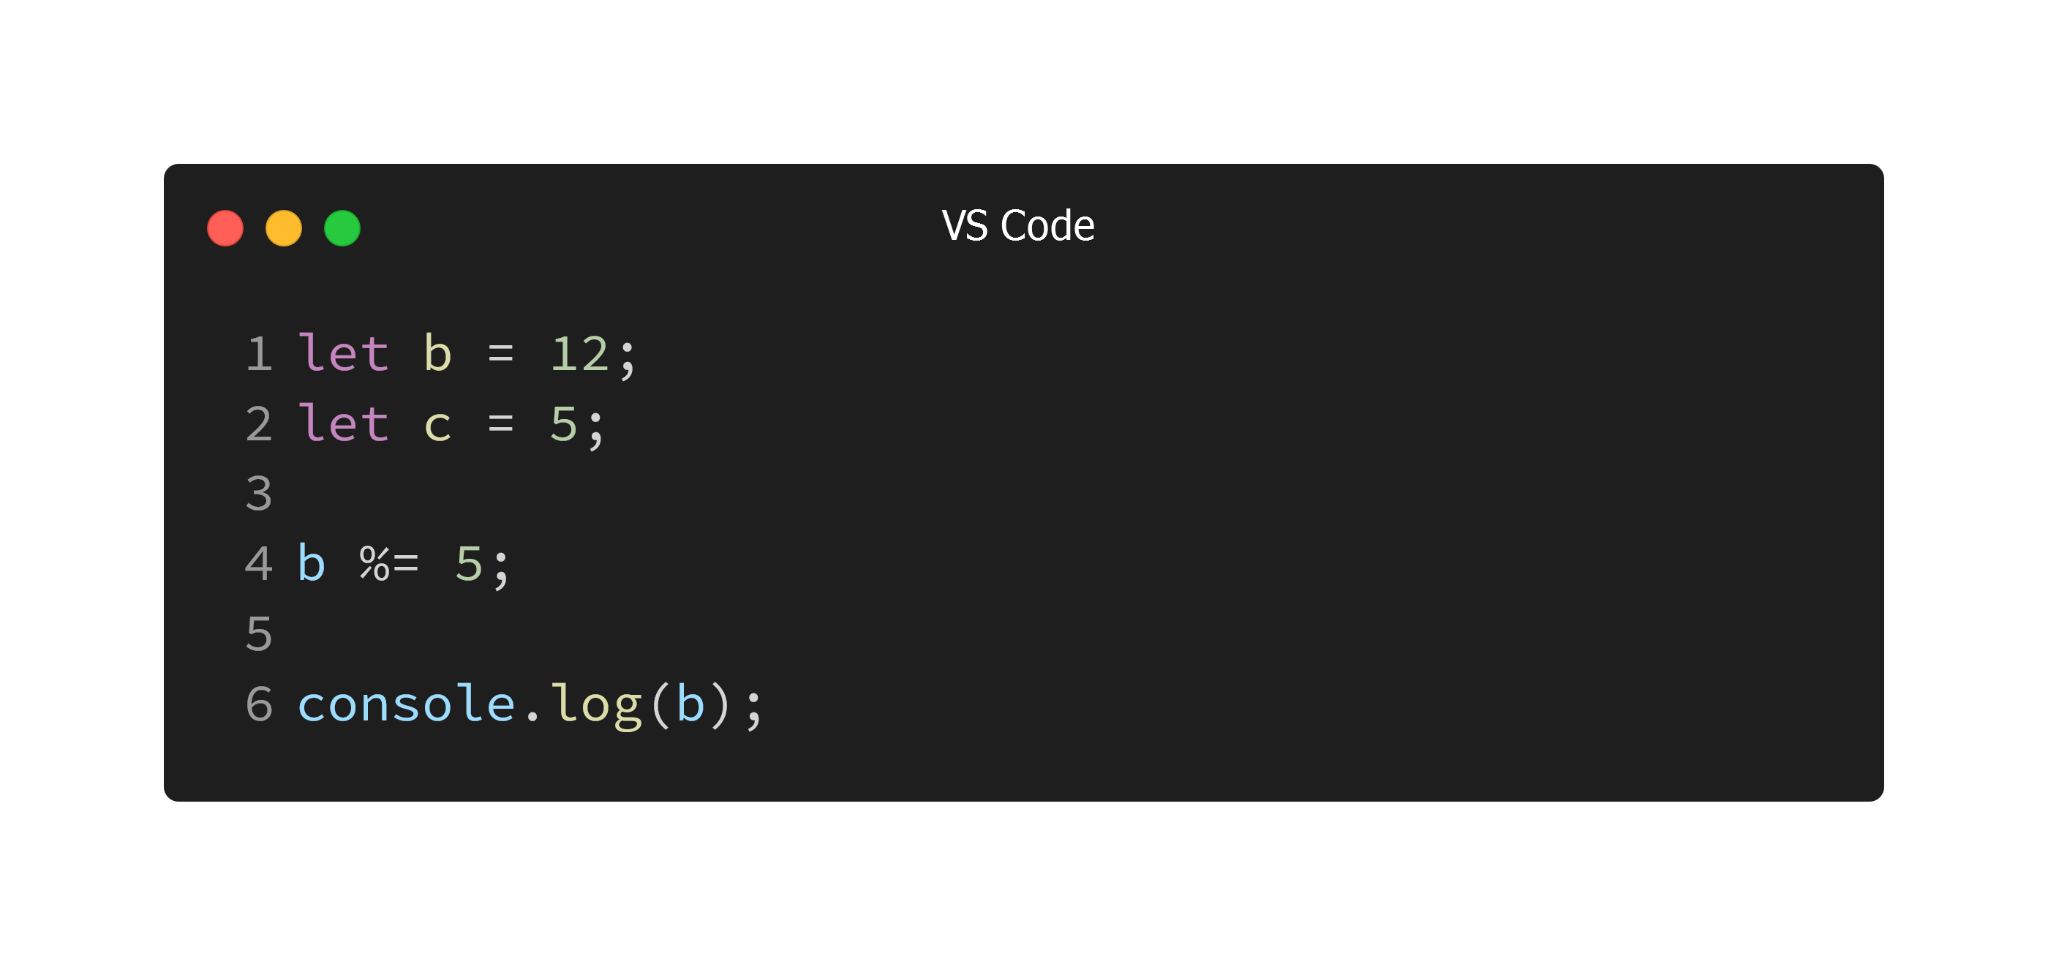 VS Code
1 let b = 12;
2 let c = 5;
3
4 b %= 5;
5
6 console.log(b);